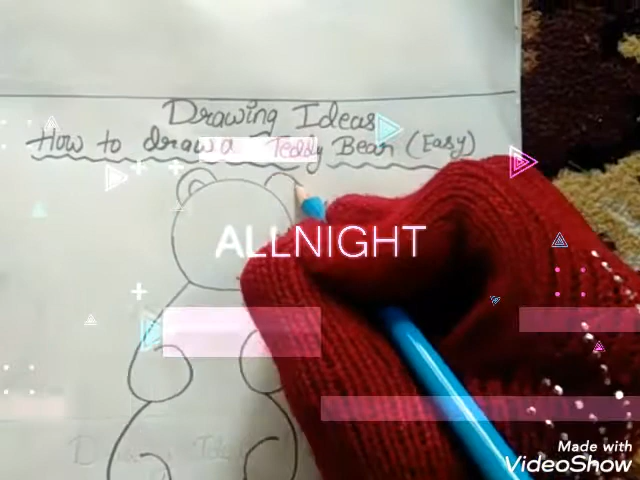 Drawing Ideas
How to draw a Teddy Bear (Easy)
ALLNIGHT
Made with
VideoShow